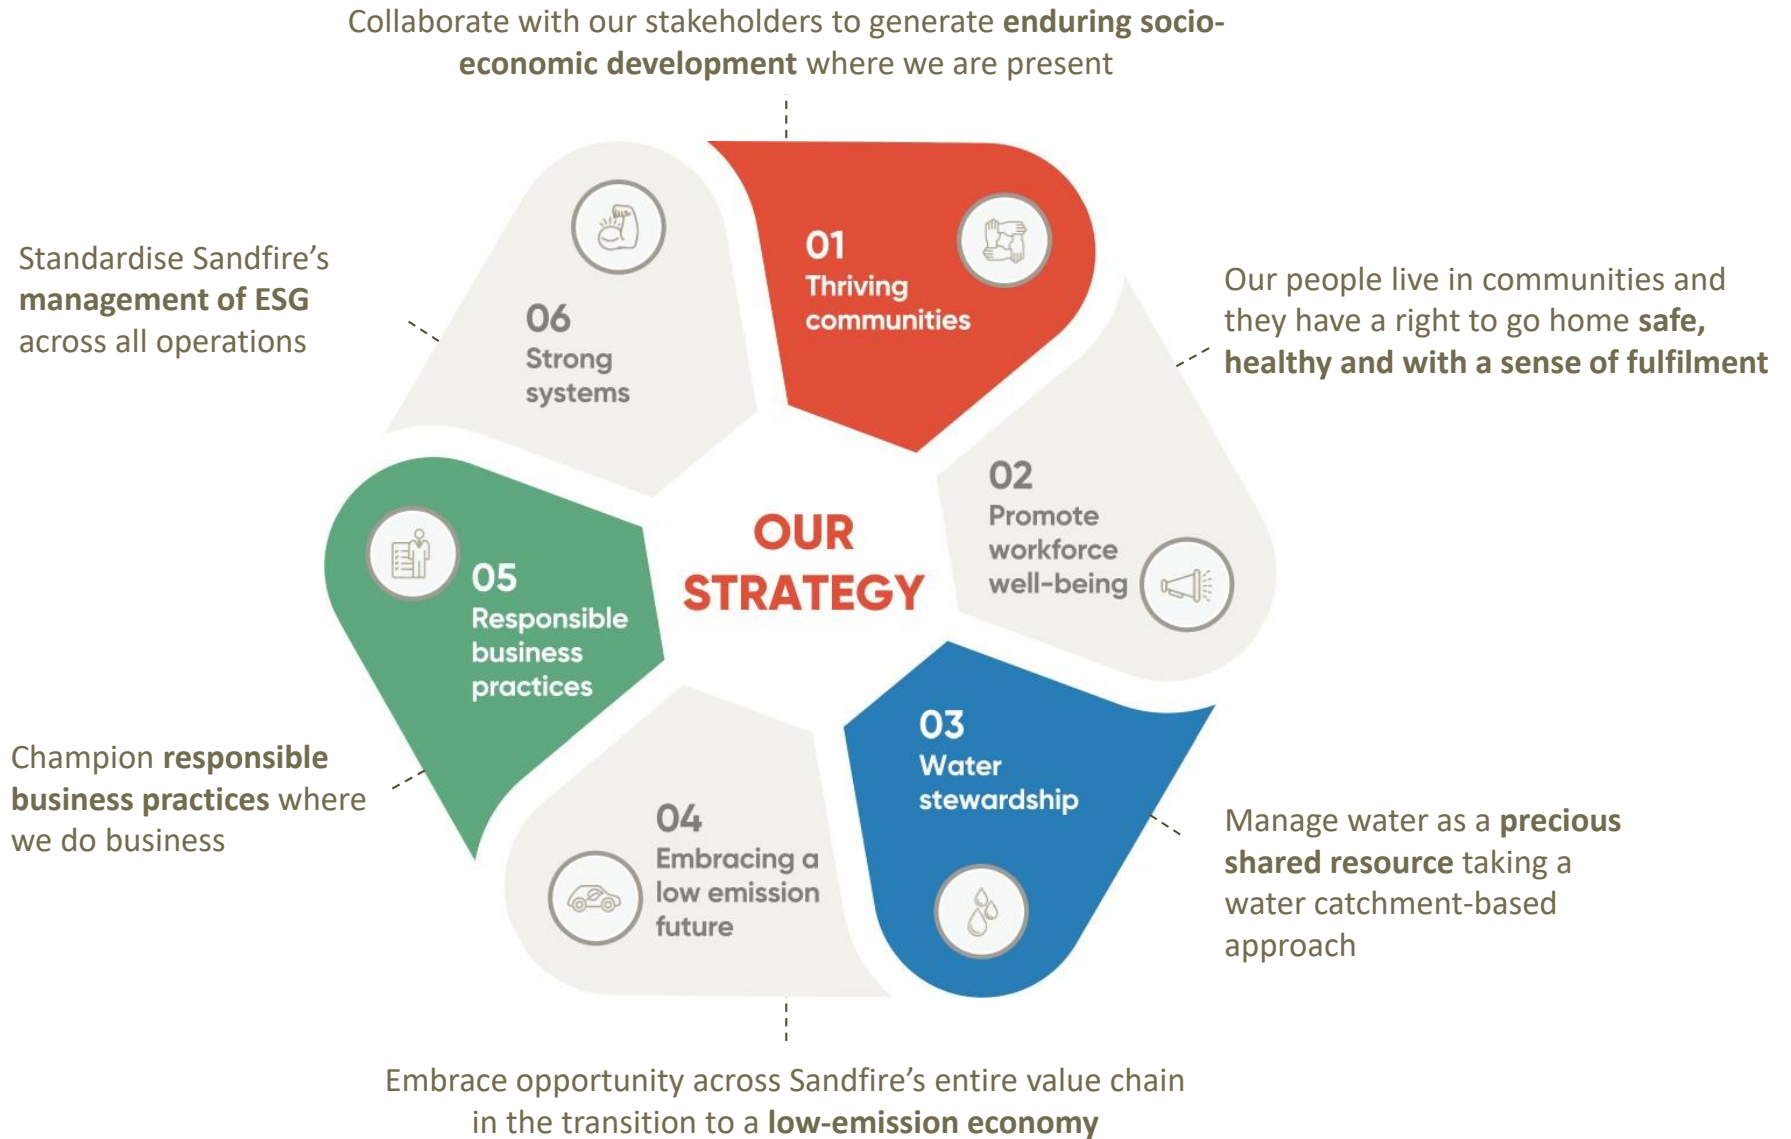 Collaborate with our stakeholders to generate enduring socio-
economic development where we are present
01
Thriving
communities
Our people live in communities and
they have a right to go home safe,
healthy and with a sense of fulfilment
02
Promote
workforce
well-being
03
Water
stewardship
Manage water as a precious
shared resource taking a
water catchment-based
approach
04
Embracing a
low emission
future
Embrace opportunity across Sandfire’s entire value chain
in the transition to a low-emission economy
05
Responsible
business
practices
Champion responsible
business practices where
we do business
06
Strong
systems
Standardise Sandfire’s
management of ESG
across all operations
OUR
STRATEGY